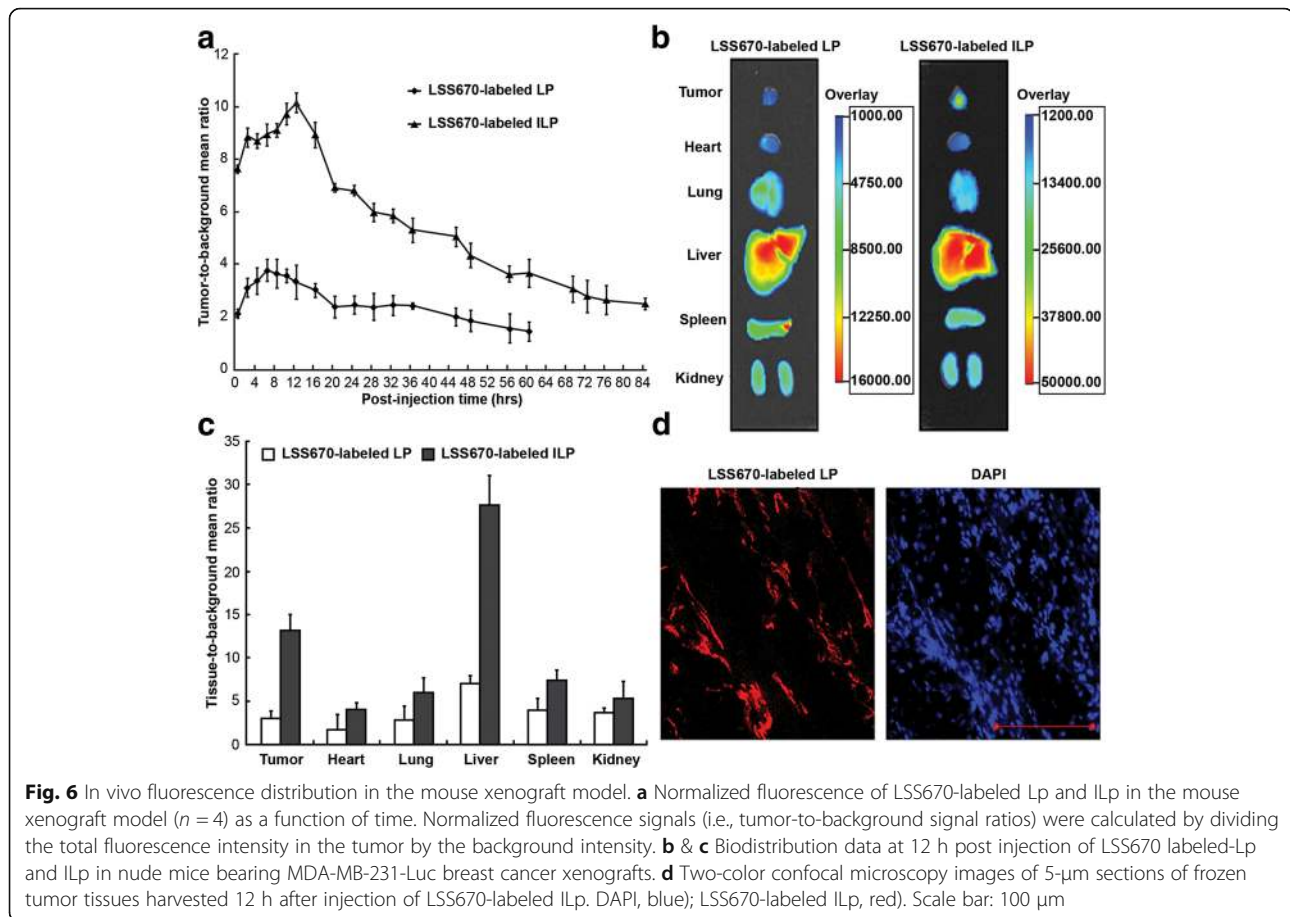 a
12
10
8
6
4
2
0
Tumor-to-background mean ratio
LSS670-labeled LP
LSS670-labeled ILP
0 4 8 12 16 20 24 28 32 36 40 44 48 52 56 60 64 68 72 76 80 84
Post-injection time (hrs)
b
LSS670-labeled LP
LSS670-labeled ILP
Tumor
Heart
Lung
Liver
Spleen
Kidney
Overlay
1000.00
4750.00
8500.00
12250.00
16000.00
Overlay
1200.00
13400.00
25600.00
37800.00
50000.00
c
35
30
25
20
15
10
5
0
Tissue-to-background mean ratio
LSS670-labeled LP
LSS670-labeled ILP
Tumor Heart Lung Liver Spleen Kidney
d
LSS670-labeled LP
DAPI
Fig. 6 In vivo fluorescence distribution in the mouse xenograft model. a Normalized fluorescence of LSS670-labeled Lp and ILp in the mouse
xenograft model (n = 4) as a function of time. Normalized fluorescence signals (i.e., tumor-to-background signal ratios) were calculated by dividing
the total fluorescence intensity in the tumor by the background intensity. b & c Biodistribution data at 12 h post injection of LSS670 labeled-Lp
and ILp in nude mice bearing MDA-MB-231-Luc breast cancer xenografts. d Two-color confocal microscopy images of 5-μm sections of frozen
tumor tissues harvested 12 h after injection of LSS670-labeled ILp. DAPI, blue); LSS670-labeled ILp, red). Scale bar: 100 μm